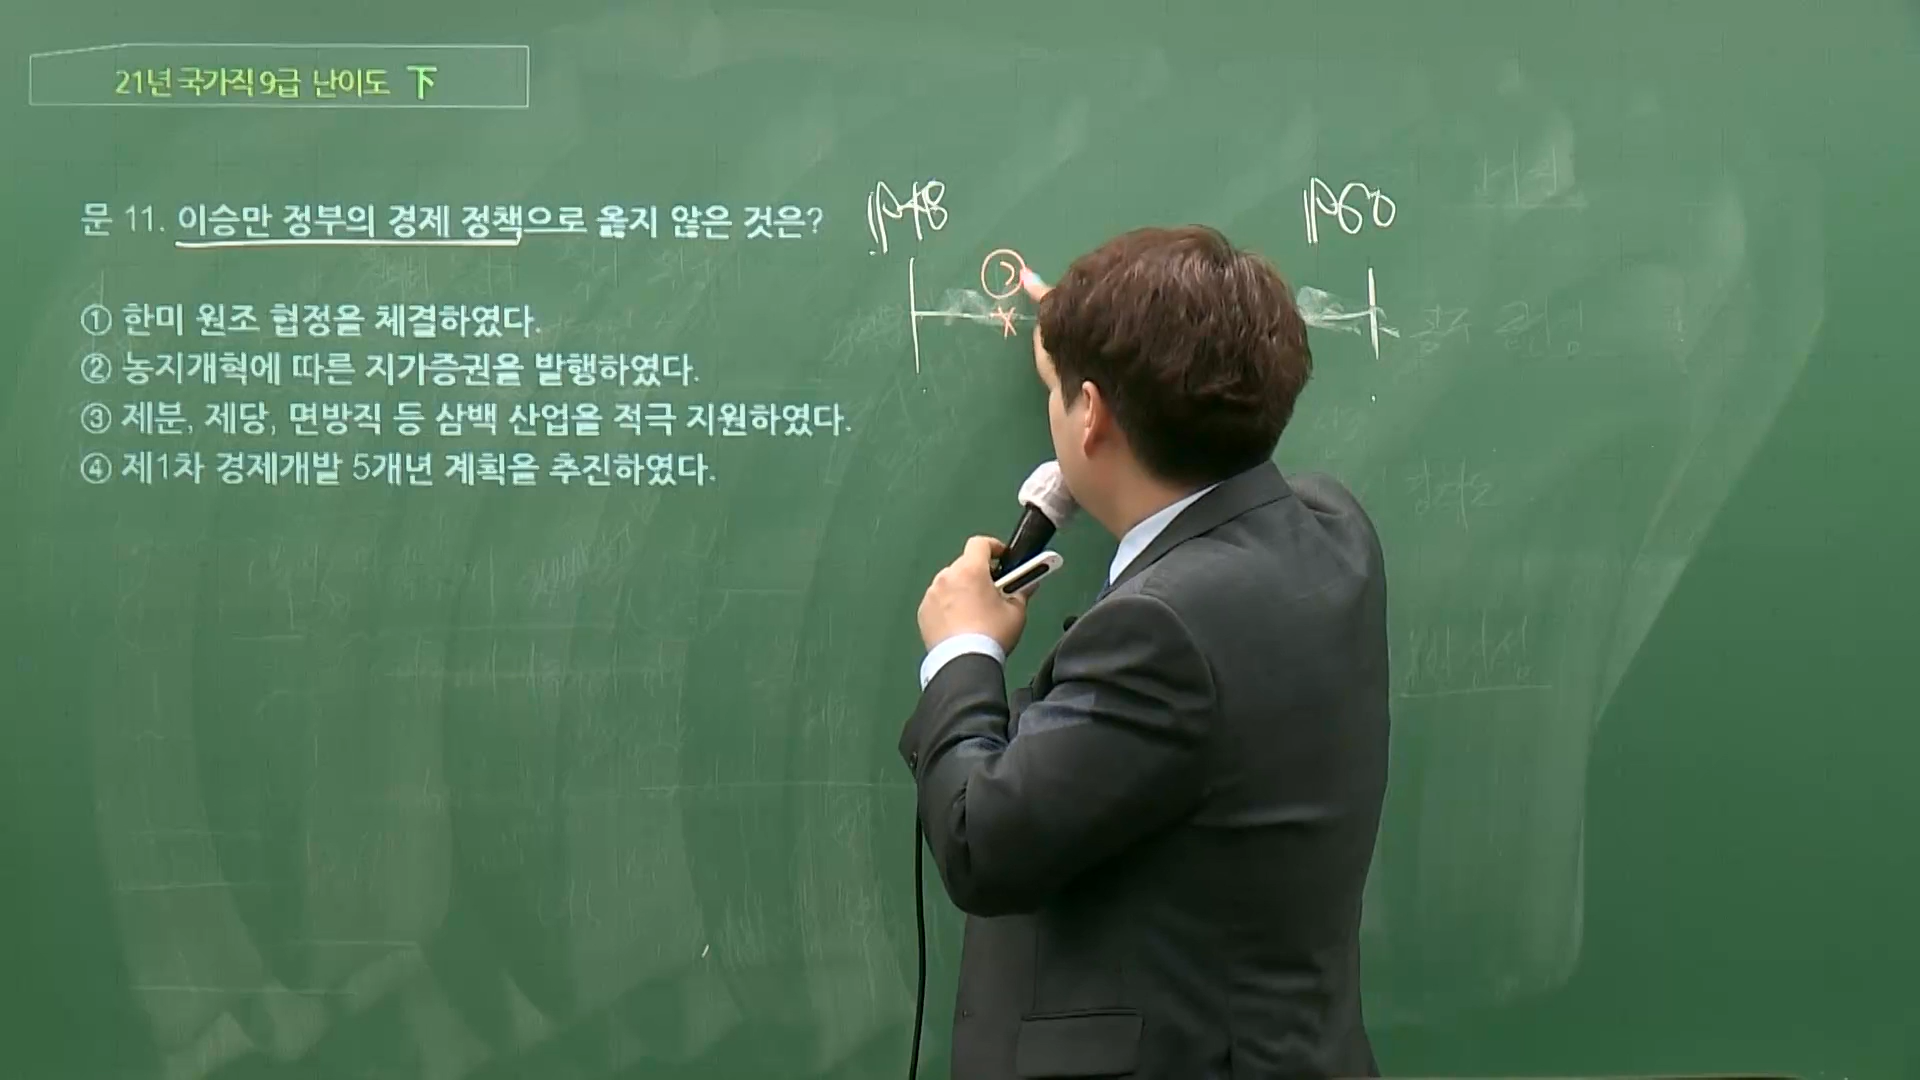 21년 국가직 9급 난이도 下
문 11. 이승만 정부의 경제 정책으로 옳지 않은 것은?
1948
1960
① 한미 원조 협정을 체결하였다.
② 농지개혁에 따른 지가증권을 발행하였다.
③ 제분, 제당, 면방직 등 삼백 산업을 적극 지원하였다.
④ 제1차 경제개발 5개년 계획을 추진하였다.